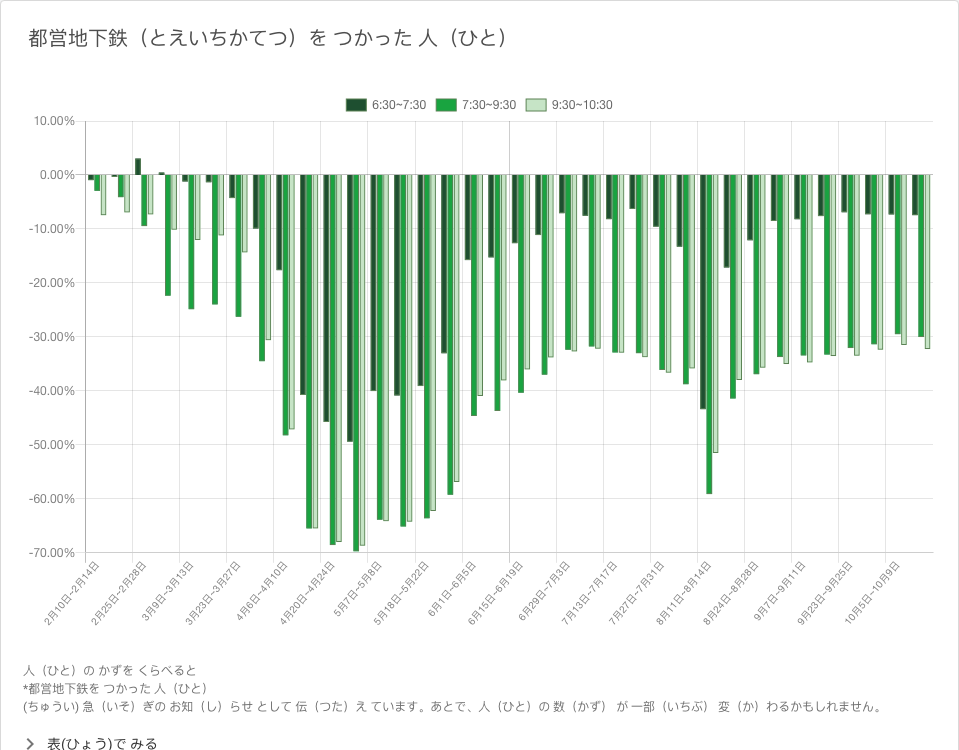 都営地下鉄（とえいちかてつ）を つかった 人（ひと）
6:30~7:30 7:30~9:30 9:30~10:30
10.00%
0.00%
-10.00%
-20.00%
-30.00%
-40.00%
-50.00%
-60.00%
-70.00%
2月10日~2月14日
2月25日~2月28日
3月9日~3月13日
3月23日~3月27日
4月6日~4月10日
4月20日~4月24日
5月7日~5月8日
5月18日~5月22日
6月1日~6月5日
6月15日~6月19日
6月29日~7月3日
7月13日~7月17日
7月27日~7月31日
8月11日~8月14日
8月24日~8月28日
9月7日~9月11日
9月23日~9月25日
10月5日~10月9日
人（ひと）の かずを くらべると
*都営地下鉄を つかった 人（ひと）
(ちゅうい) 急（いそ）ぎの お知（し）らせ として 伝（つた）え ています。あとで、人（ひと）の 数（かず） が 一部（いちぶ） 変（か）わるかもしれません。
表(ひょう)で みる